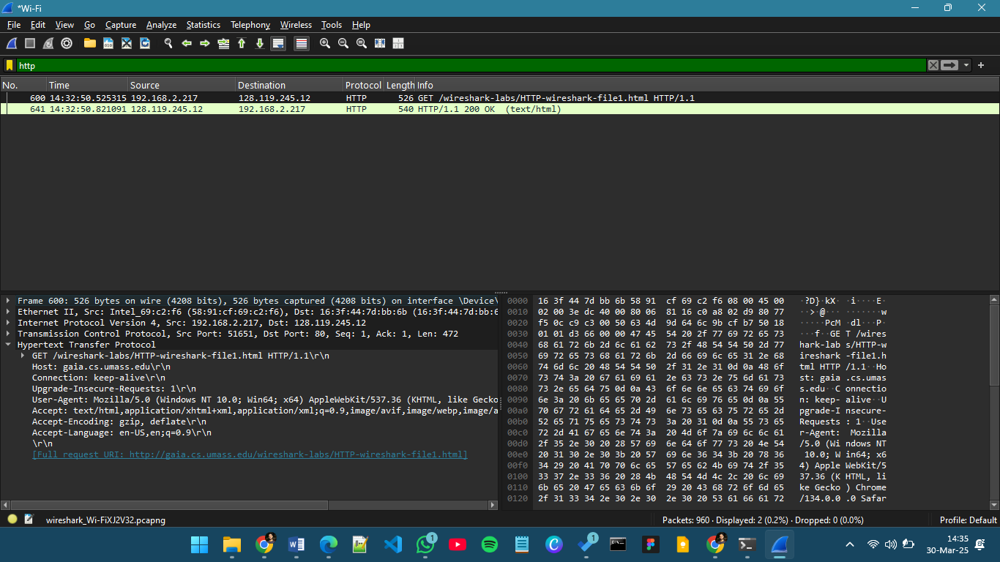 *Wi-Fi
File Edit View Go Capture Analyze Statistics Telephony Wireless Tools Help
http
No. Time Source Destination Protocol Length Info
600 14:32:50.525315 192.168.2.217 128.119.245.12 HTTP 526 GET /wireshark-labs/HTTP-wireshark-file1.html HTTP/1.1
641 14:32:50.821091 128.119.245.12 192.168.2.217 HTTP 540 HTTP/1.1 200 OK (text/html)
Frame 600: 526 bytes on wire (4208 bits), 526 bytes captured (4208 bits) on interface \Device\
Ethernet II, Src: Intel_69:c2:f6 (58:91:cf:69:c2:f6), Dst: 16:3f:44:7d:bb:6b (16:3f:44:7d:bb:6
Internet Protocol Version 4, Src: 192.168.2.217, Dst: 128.119.245.12
Transmission Control Protocol, Src Port: 51651, Dst Port: 80, Seq: 1, Ack: 1, Len: 472
Hypertext Transfer Protocol
GET /wireshark-labs/HTTP-wireshark-file1.html HTTP/1.1\r\n
Host: gaia.cs.umass.edu\r\n
Connection: keep-alive\r\n
Upgrade-Insecure-Requests: 1\r\n
User-Agent: Mozilla/5.0 (Windows NT 10.0; Win64; x64) AppleWebKit/537.36 (KHTML, like Gecko
Accept: text/html,application/xhtml+xml,application/xml;q=0.9,image/avif,image/webp,image/a
Accept-Encoding: gzip, deflate\r\n
Accept-Language: en-US,en;q=0.9\r\n
\r\n
[Full request URI: http://gaia.cs.umass.edu/wireshark-labs/HTTP-wireshark-file1.html]
0000 16 3f 44 7d bb 6b 58 91 cf 69 c2 f6 08 00 45 00 ·?D}·kX· ·i····E·
0010 02 00 3e dc 40 00 80 06 81 16 c0 a8 02 d9 80 77 ··>·@··· ·······w
0020 f5 0c c9 c3 00 50 63 4d 9d 64 6c 9b cf b7 50 18 ·····PcM ·dl···P·
0030 01 01 d3 66 00 00 47 45 54 20 2f 77 69 72 65 73 ···f··GE T /wires
0040 68 61 72 6b 2d 6c 61 62 73 2f 48 54 54 50 2d 77 hark-lab s/HTTP-w
0050 69 72 65 73 68 61 72 6b 2d 66 69 6c 65 31 2e 68 ireshark -file1.h
0060 74 6d 6c 20 48 54 54 50 2f 31 2e 31 0d 0a 48 6f tml HTTP /1.1··Ho
0070 73 74 3a 20 67 61 69 61 2e 63 73 2e 75 6d 61 73 st: gaia .cs.umas
0080 73 2e 65 64 75 0d 0a 43 6f 6e 6e 65 63 74 69 6f s.edu··C onnectio
0090 6e 3a 20 6b 65 65 70 2d 61 6c 69 76 65 0d 0a 55 n: keep- alive··U
00a0 70 67 72 61 64 65 2d 49 6e 73 65 63 75 72 65 2d pgrade-I nsecure-
00b0 52 65 71 75 65 73 74 73 3a 20 31 0d 0a 55 73 65 Requests : 1··Use
00c0 72 2d 41 67 65 6e 74 3a 20 4d 6f 7a 69 6c 6c 61 r-Agent: Mozilla
00d0 2f 35 2e 30 20 28 57 69 6e 64 6f 77 73 20 4e 54 /5.0 (Wi ndows NT
00e0 20 31 30 2e 30 3b 20 57 69 6e 36 34 3b 20 78 36 10.0; W in64; x6
00f0 34 29 20 41 70 70 6c 65 57 65 62 4b 69 74 2f 35 4) Apple WebKit/5
0100 33 37 2e 33 36 20 28 4b 48 54 4d 4c 2c 20 6c 69 37.36 (K HTML, li
0110 6b 65 20 47 65 63 6b 6f 29 20 43 68 72 6f 6d 65 ke Gecko ) Chrome
0120 2f 31 33 34 2e 30 2e 30 2e 30 20 53 61 66 61 72 /134.0.0 .0 Safar
wireshark_Wi-FiXJ2V32.pcapng Packets: 960 · Displayed: 2 (0.2%) · Dropped: 0 (0.0%) Profile: Default
1
1
14:35
30-Mar-25